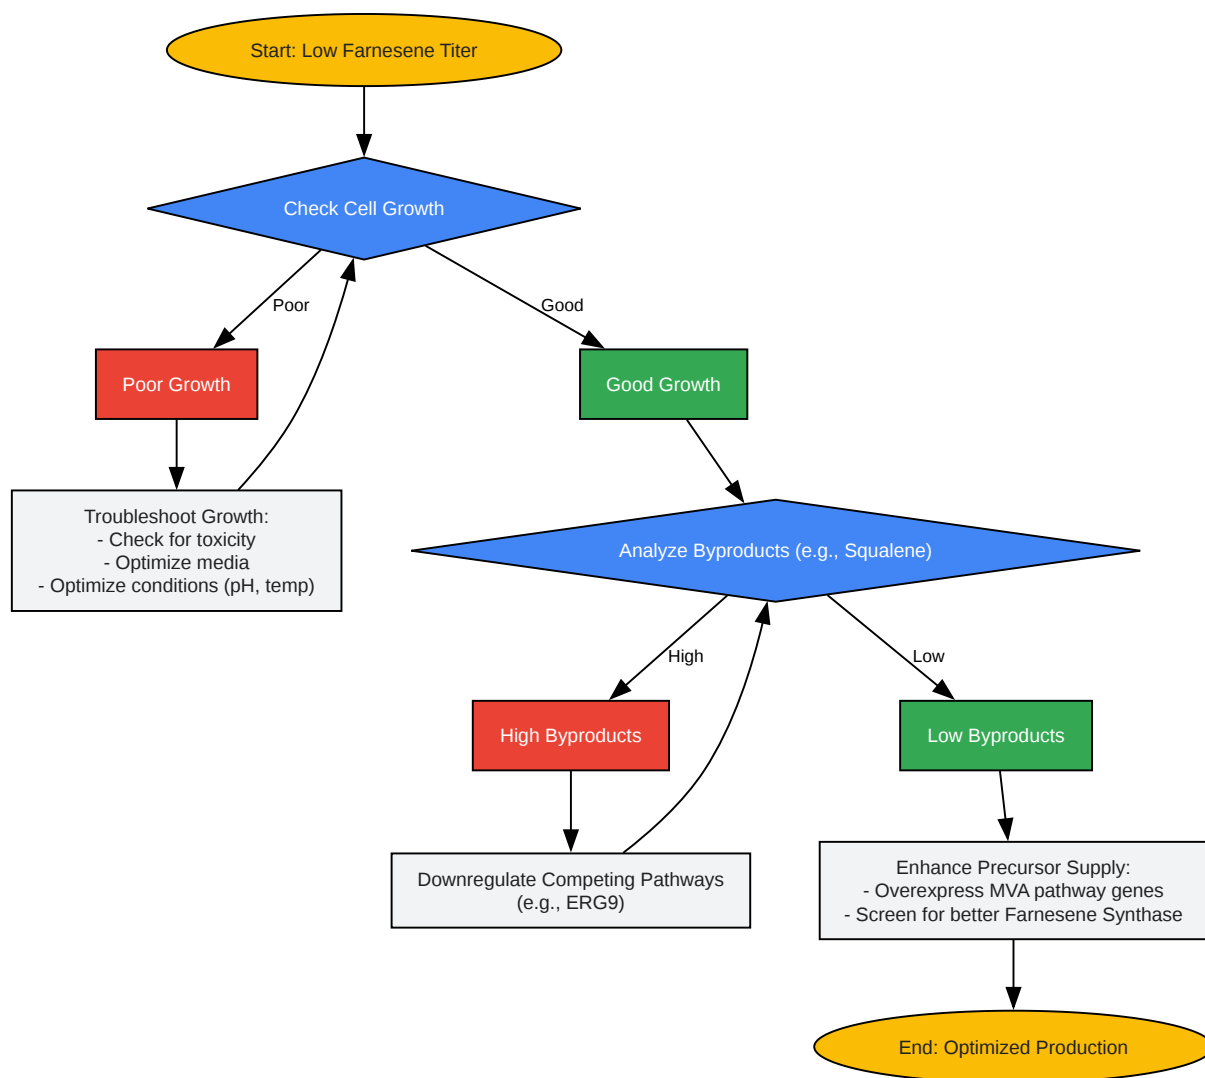 Start: Low Farnesene Titer
Check Cell Growth
Poor
Good
Poor Growth
Good Growth
Troubleshoot Growth:
- Check for toxicity
- Optimize media
- Optimize conditions (pH, temp)
Analyze Byproducts (e.g., Squalene)
High
Low
High Byproducts
Low Byproducts
Downregulate Competing Pathways
(e.g., ERG9)
Enhance Precursor Supply:
- Overexpress MVA pathway genes
- Screen for better Farnesene Synthase
End: Optimized Production